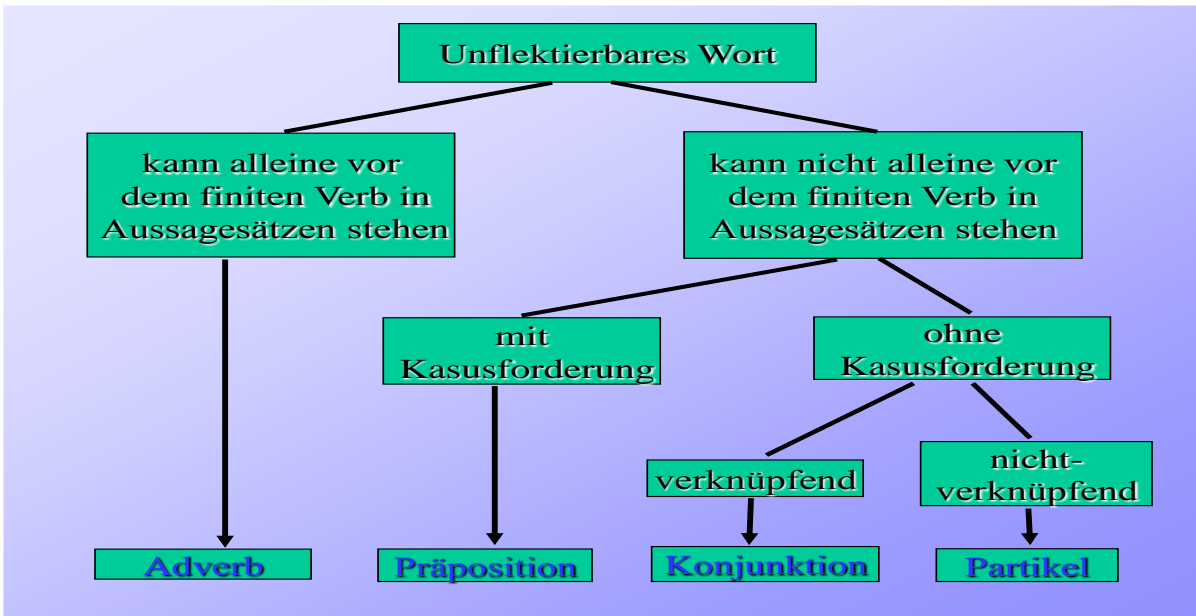 Unflektierbares Wort
kann alleine vor
dem finiten Verb in
Aussagesätzen stehen
kann nicht alleine vor
dem finiten Verb in
Aussagesätzen stehen
mit
Kasusforderung
ohne
Kasusforderung
verknüpfend
nicht-
verknüpfend
Adverb
Präposition
Konjunktion
Partikel